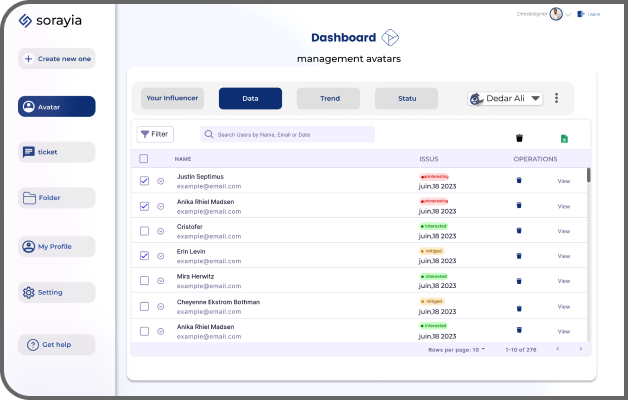 sorayia
Deedesigner
Logout
Dashboard
management avatars
Create new one
Avatar
ticket
Folder
My Profile
Setting
Get help
Your Influencer
Data
Trend
Statu
Dedar Ali
Filter
Search Users by Name, Email or Date
NAME ISSUS OPERATIONS
Justin Septimus
example@email.com
uninteresting
juin,18 2023
View
Anika Rhiel Madsen
example@email.com
uninteresting
juin,18 2023
View
Cristofer
example@email.com
interested
juin,18 2023
View
Erin Levin
example@email.com
mitiged
juin,18 2023
View
Mira Herwitz
example@email.com
interested
juin,18 2023
View
Cheyenne Ekstrom Bothman
example@email.com
mitiged
juin,18 2023
View
Anika Rhiel Madsen
example@email.com
interested
juin,18 2023
View
Rows per page: 10 1-10 of 276 < >